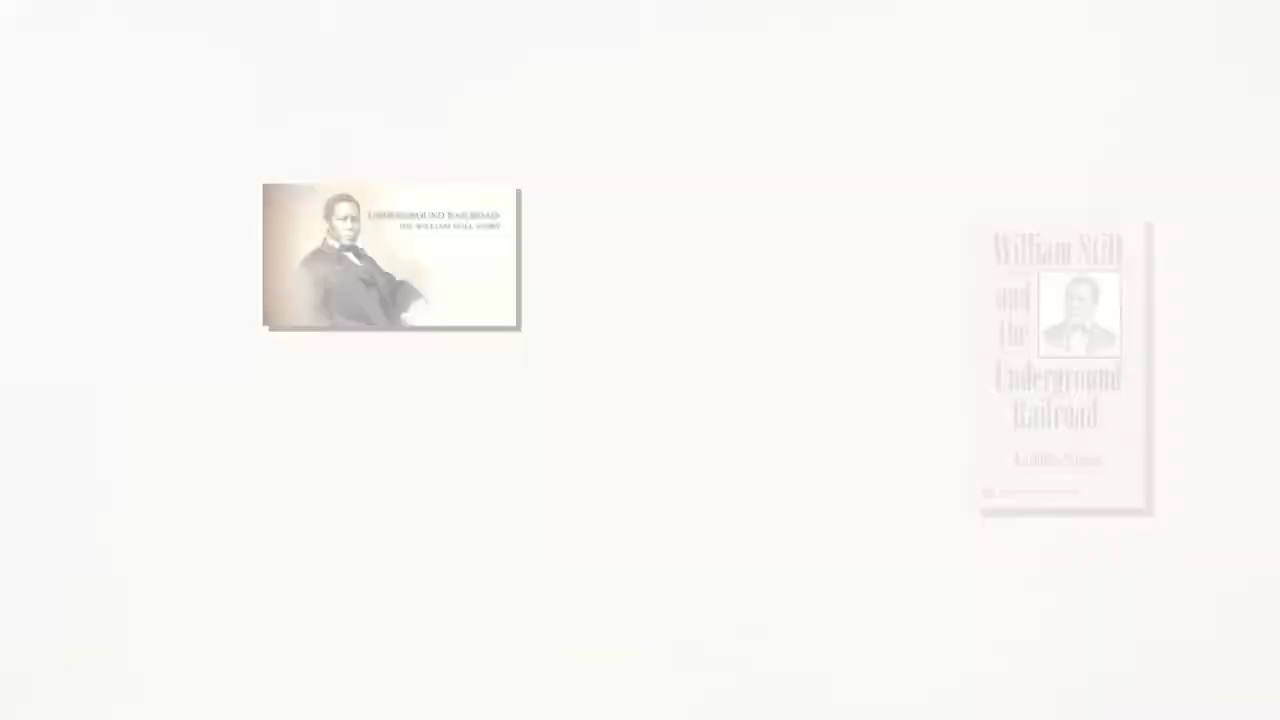 UNDERGROUND RAILROAD
THE WILLIAM STILL STORY
William Still
and
the
Underground
Railroad